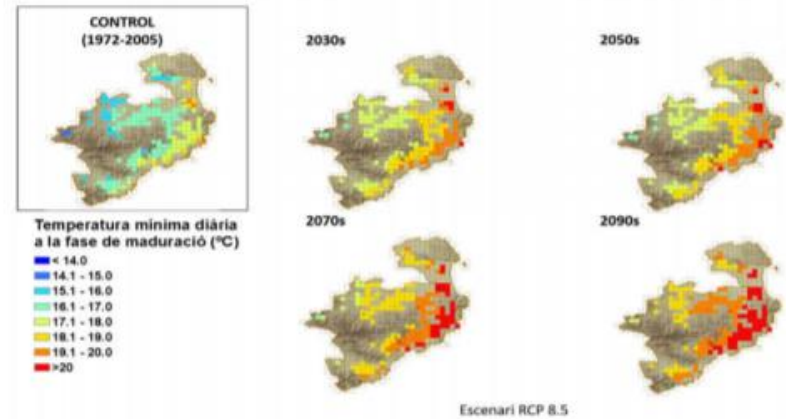 CONTROL
(1972-2005)
2030s
2050s
Temperatura mínima diária
a la fase de maduració (ºC)
< 14.0
14.1 - 15.0
15.1 - 16.0
16.1 - 17.0
17.1 - 18.0
18.1 - 19.0
19.1 - 20.0
>20
2070s
2090s
Escenari RCP 8.5